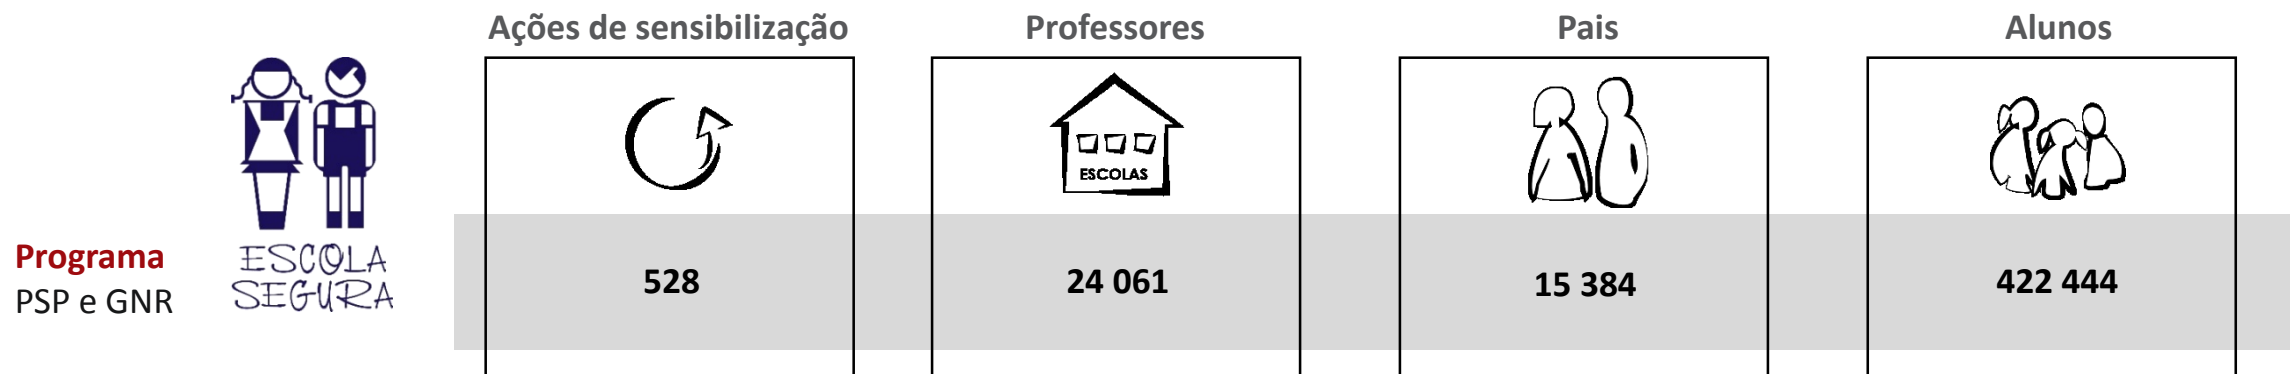 Ações de sensibilização
Professores
Pais
Alunos
ESCOLAS
Programa
PSP e GNR
ESCOLA
SEGURA
528
24 061
15 384
422 444